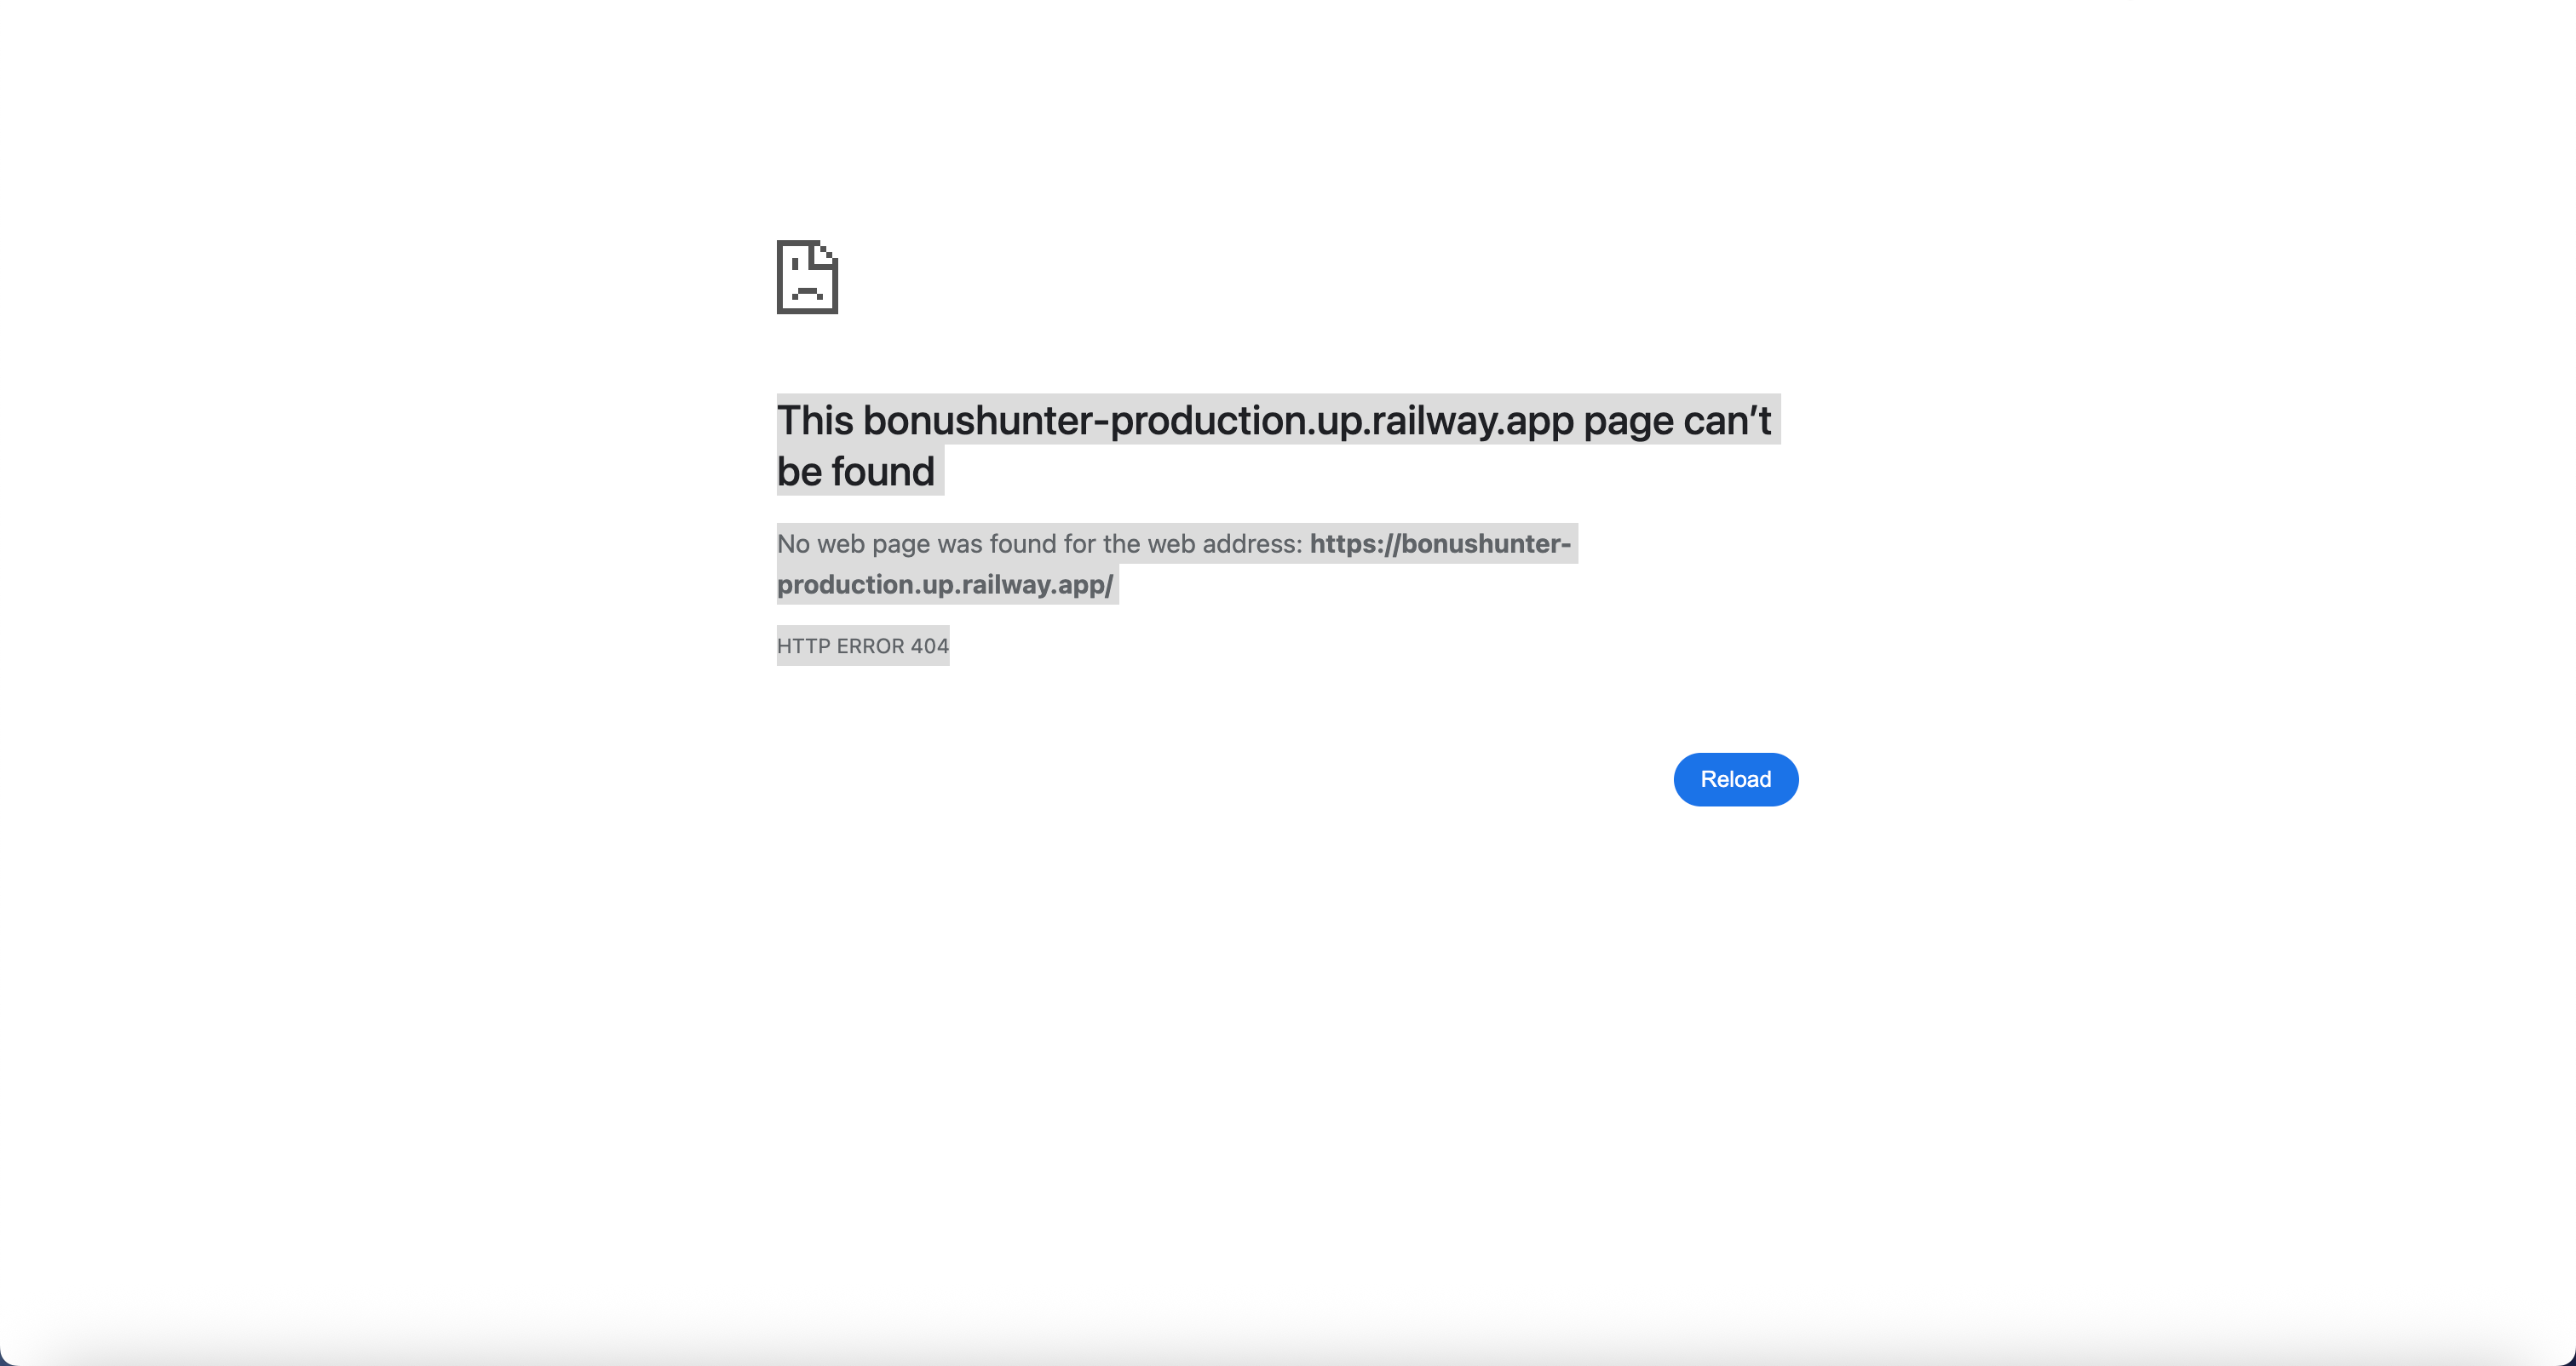 This bonushunter-production.up.railway.app page can’t
be found
No web page was found for the web address: https://bonushunter-
production.up.railway.app/
HTTP ERROR 404
Reload